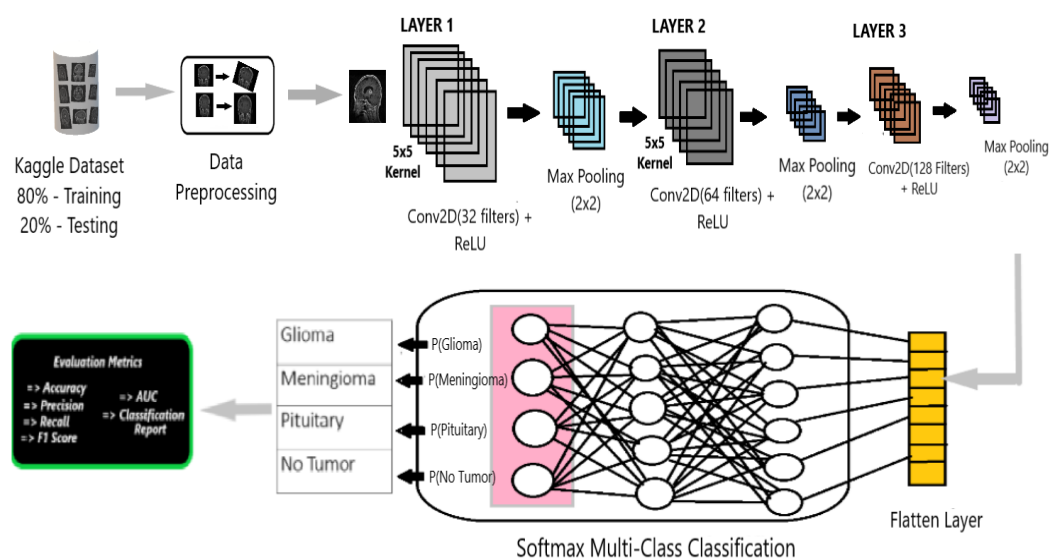 LAYER 1
LAYER 2
LAYER 3
Kaggle Dataset
80% - Training
20% - Testing
Data
Preprocessing
5x5
Kernel
Conv2D(32 filters) +
ReLU
Max Pooling
(2x2)
5x5
Kernel
Conv2D(64 filters) +
ReLU
Max Pooling
(2x2)
Conv2D(128 Filters)
+ ReLU
Max Pooling
(2x2)
Evaluation Metrics
=> Accuracy
=> Precision
=> Recall
=> F1 Score
=> AUC
=> Classification
Report
Glioma
Meningioma
Pituitary
No Tumor
P(Glioma)
P(Meningioma)
P(Pituitary)
P(No Tumor)
Flatten Layer
Softmax Multi-Class Classification